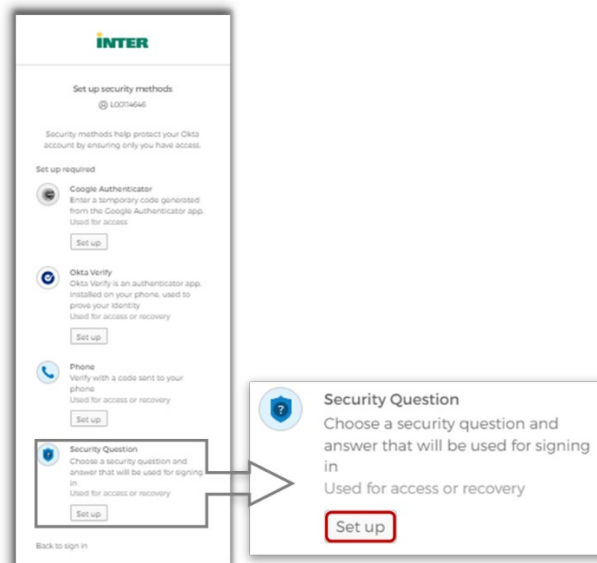 INTER
Set up security methods
L00114646
Security methods help protect your Okta
account by ensuring only you have access.
Set up required
Google Authenticator
Enter a temporary code generated
from the Google Authenticator app.
Used for access
Set up
Okta Verify
Okta Verify is an authenticator app,
installed on your phone, used to
prove your identity
Used for access or recovery
Set up
Phone
Verify with a code sent to your
phone
Used for access or recovery
Set up
Security Question
Choose a security question and
answer that will be used for signing
in
Used for access or recovery
Set up
Back to sign in
Security Question
Choose a security question and
answer that will be used for signing
in
Used for access or recovery
Set up